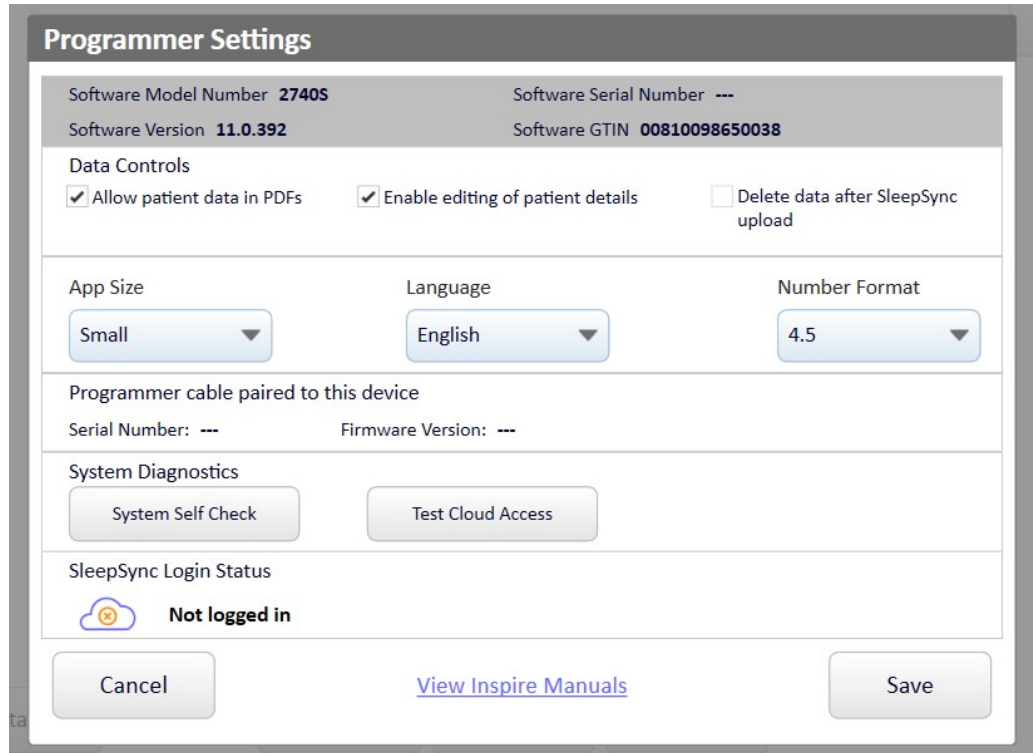 Programmer Settings
Software Model Number 2740S
Software Serial Number ---
Software Version 11.0.392
Software GTIN 00810098650038
Data Controls
Allow patient data in PDFs
Enable editing of patient details
Delete data after SleepSync
upload
App Size
Language
Number Format
Small
English
4.5
Programmer cable paired to this device
Serial Number: ---
Firmware Version: ---
System Diagnostics
System Self Check
Test Cloud Access
SleepSync Login Status
Not logged in
Cancel
View Inspire Manuals
Save